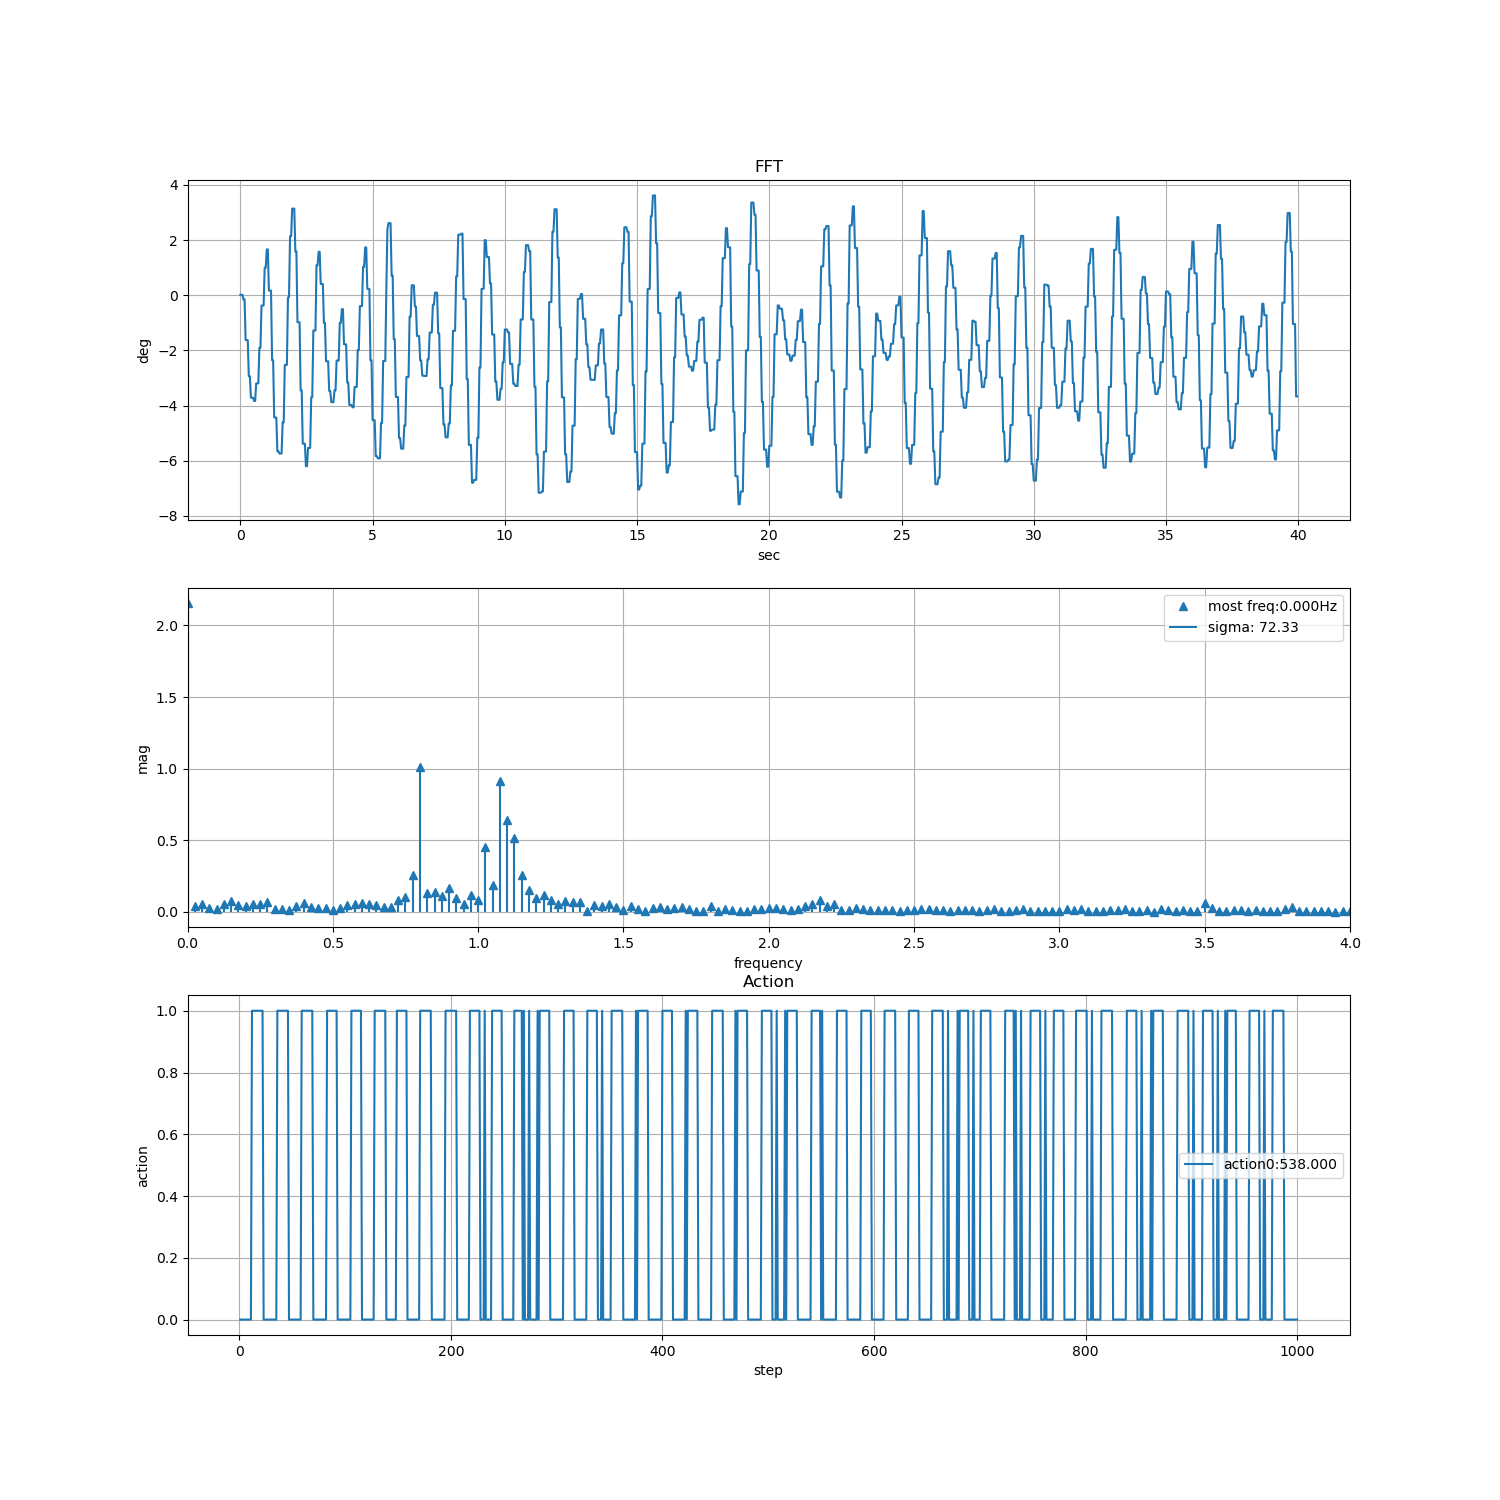 FFT
4
2
0
−2
−4
−6
−8
deg
0 5 10 15 20 25 30 35 40
sec
2.0
1.5
1.0
0.5
0.0
mag
most freq:0.000Hz
sigma: 72.33
0.0 0.5 1.0 1.5 2.0 2.5 3.0 3.5 4.0
frequency
Action
1.0
0.8
0.6
0.4
0.2
0.0
action
action0:538.000
0 200 400 600 800 1000
step